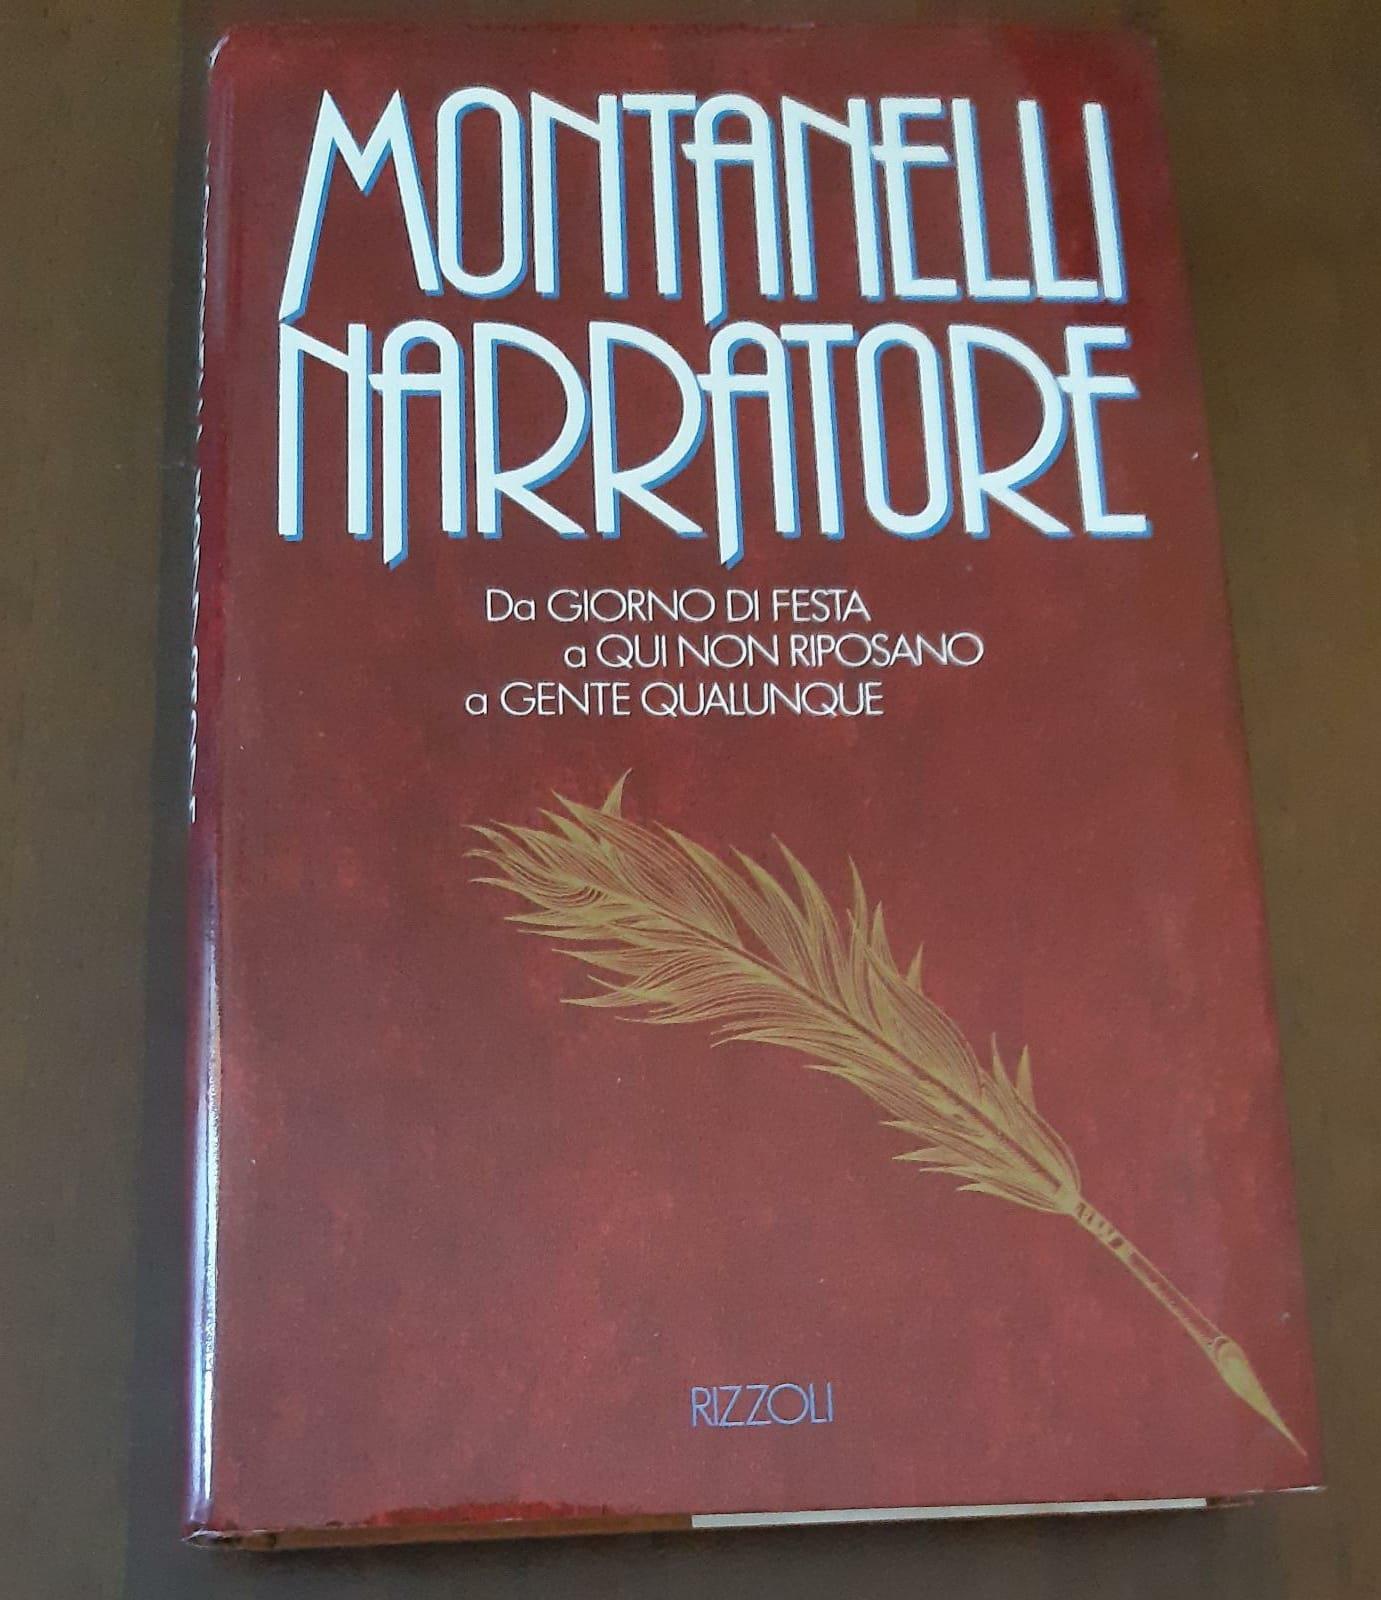 MONTANELLI
NARRATORE
Da GIORNO DI FESTA
a QUI NON RIPOSANO
a GENTE QUALUNQUE
RIZZOLI